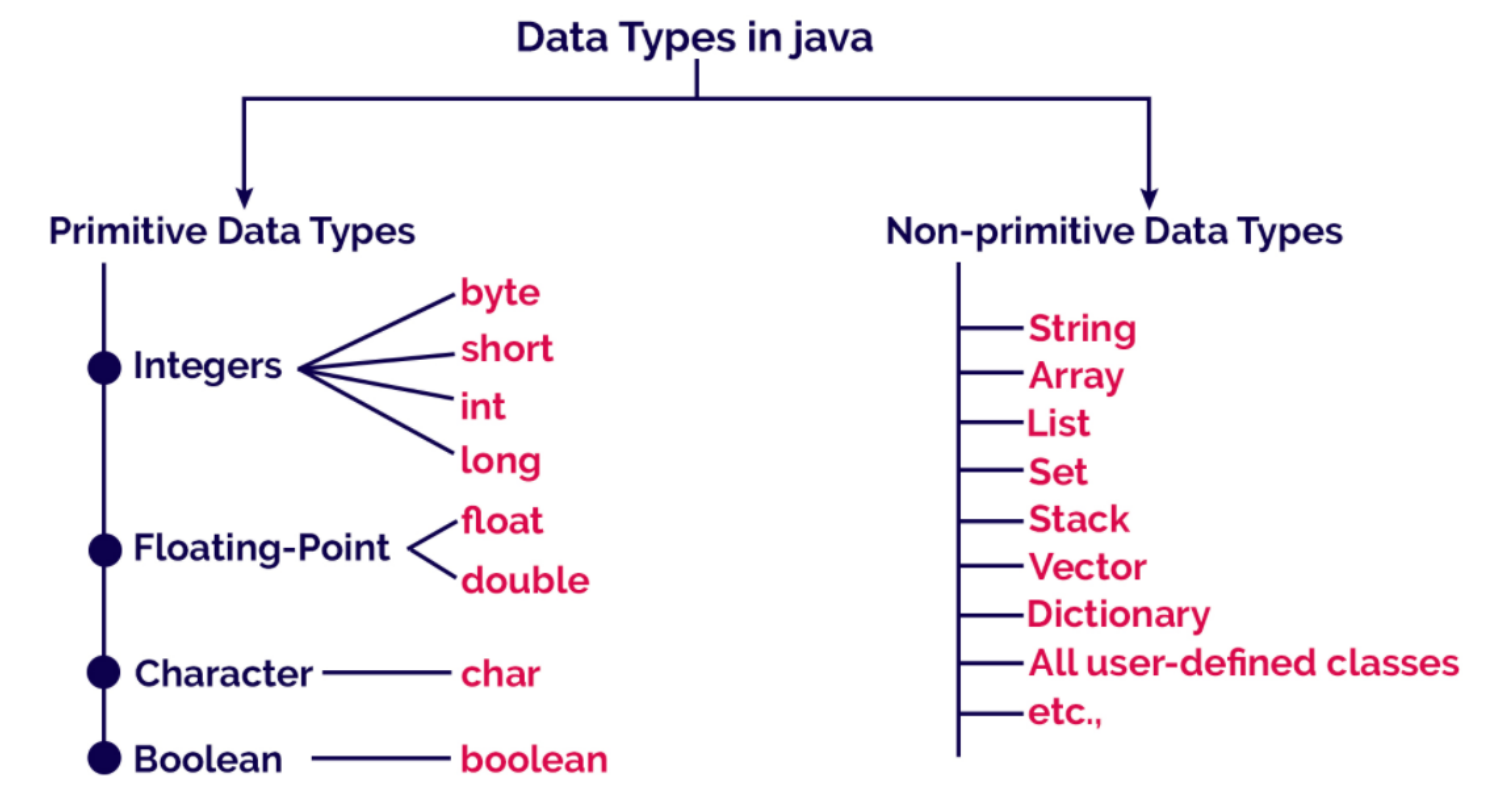 Data Types in java
Primitive Data Types
Integers
byte
short
int
long
Floating-Point
float
double
Character
char
Boolean
boolean
Non-primitive Data Types
String
Array
List
Set
Stack
Vector
Dictionary
All user-defined classes
etc.,